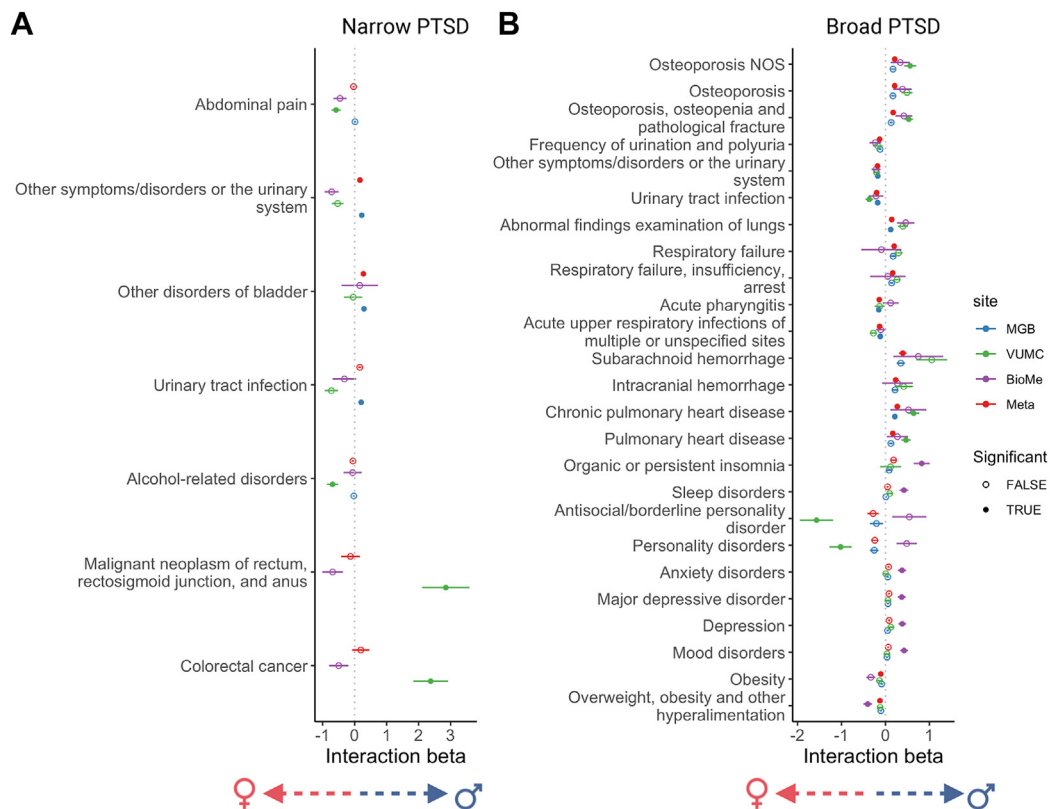 A
Narrow PTSD
Abdominal pain
Other symptoms/disorders or the urinary
system
Other disorders of bladder
Urinary tract infection
Alcohol-related disorders
Malignant neoplasm of rectum,
rectosigmoid junction, and anus
Colorectal cancer
-1 0 1 2 3
Interaction beta
♀ ♂
B
Broad PTSD
Osteoporosis NOS
Osteoporosis
Osteoporosis, osteopenia and
pathological fracture
Frequency of urination and polyuria
Other symptoms/disorders or the urinary
system
Urinary tract infection
Abnormal findings examination of lungs
Respiratory failure
Respiratory failure, insufficiency,
arrest
Acute pharyngitis
Acute upper respiratory infections of
multiple or unspecified sites
Subarachnoid hemorrhage
Intracranial hemorrhage
Chronic pulmonary heart disease
Pulmonary heart disease
Organic or persistent insomnia
Sleep disorders
Antisocial/borderline personality
disorder
Personality disorders
Anxiety disorders
Major depressive disorder
Depression
Mood disorders
Obesity
Overweight, obesity and other
hyperalimentation
-2 -1 0 1
Interaction beta
♀ ♂
site
MGB
VUMC
BioMe
Meta
Significant
FALSE
TRUE